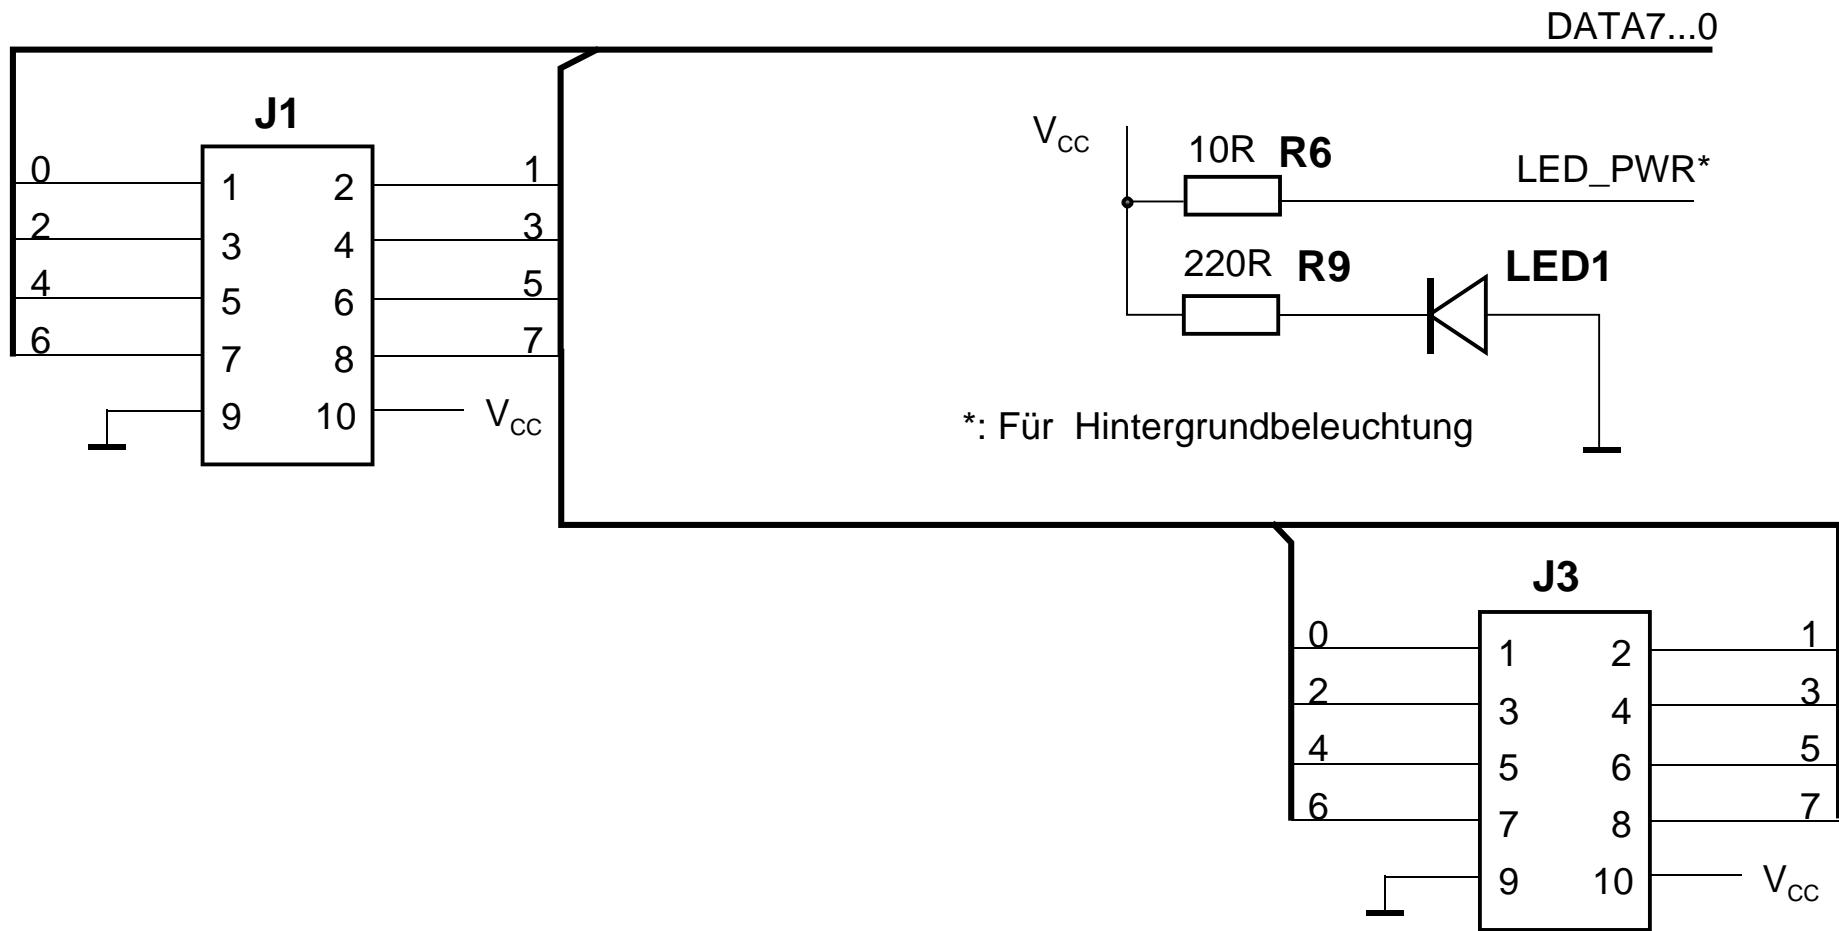 DATA7...0
J1
0 1 2 1
2 3 4 3
4 5 6 5
6 7 8 7
9 10 VCC
VCC
10R R6
LED_PWR*
220R R9
LED1
*: Für Hintergrundbeleuchtung
J3
0 1 2 1
2 3 4 3
4 5 6 5
6 7 8 7
9 10 VCC